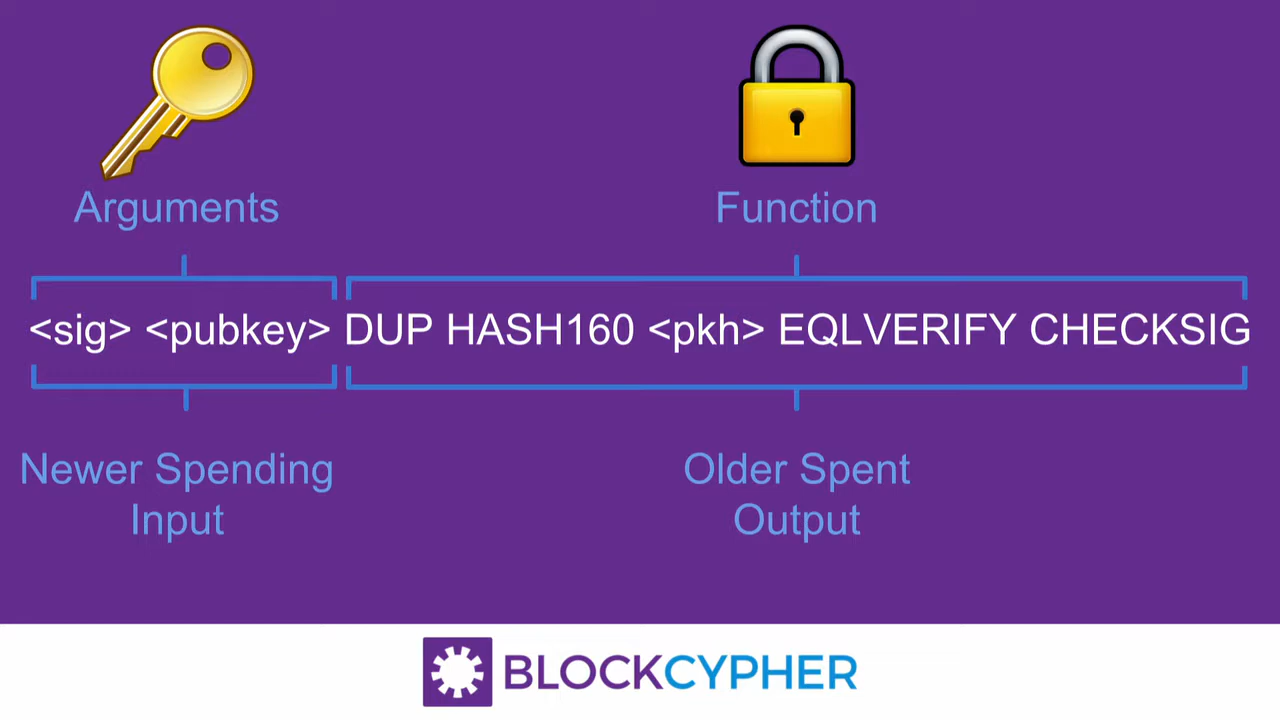 Arguments
Function
<sig> <pubkey> DUP HASH160 <pkh> EQLVERIFY CHECKSIG
Newer Spending
Input
Older Spent
Output
BLOCKCYPHER